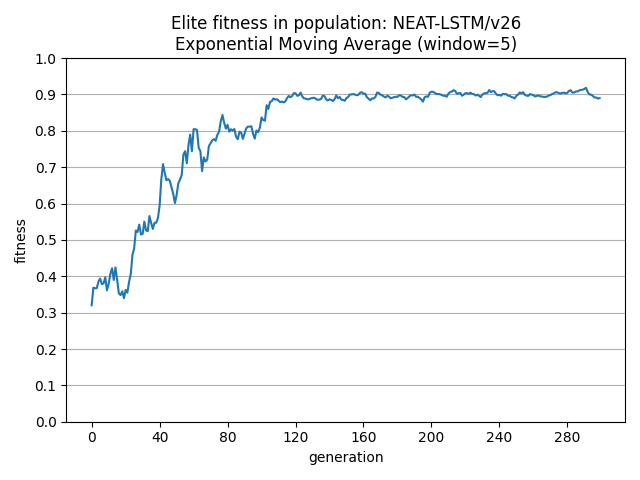 Elite fitness in population: NEAT-LSTM/v26
Exponential Moving Average (window=5)
1.0
0.9
0.8
0.7
0.6
0.5
0.4
0.3
0.2
0.1
0.0
fitness
0 40 80 120 160 200 240 280
generation